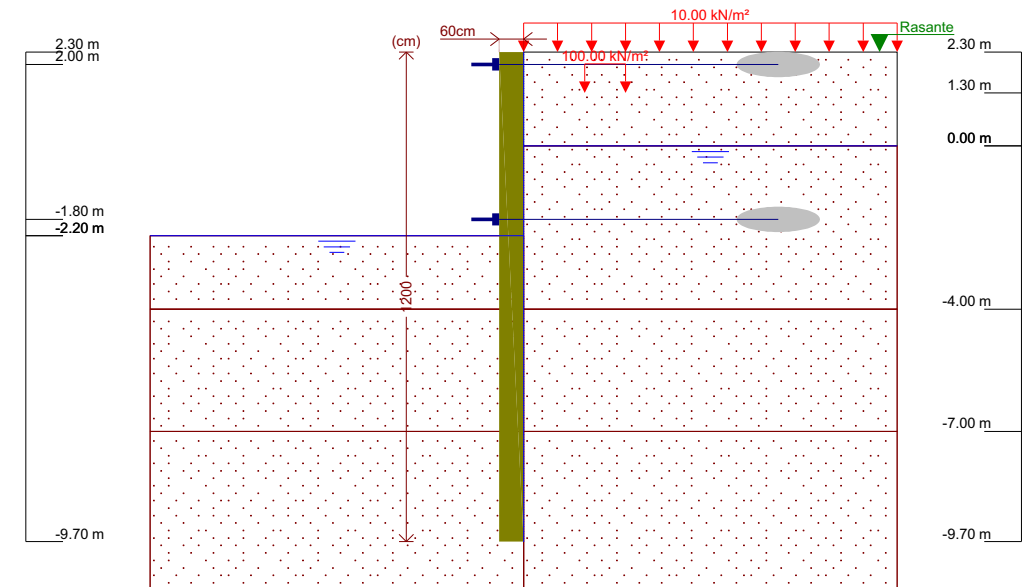 10.00 kN/m²
60cm
Rasante
(cm)
2.30 m
2.00 m
100.00 kN/m²
2.30 m
1.30 m
0.00 m
-1.80 m
-2.20 m
1200
-4.00 m
-7.00 m
-9.70 m
-9.70 m